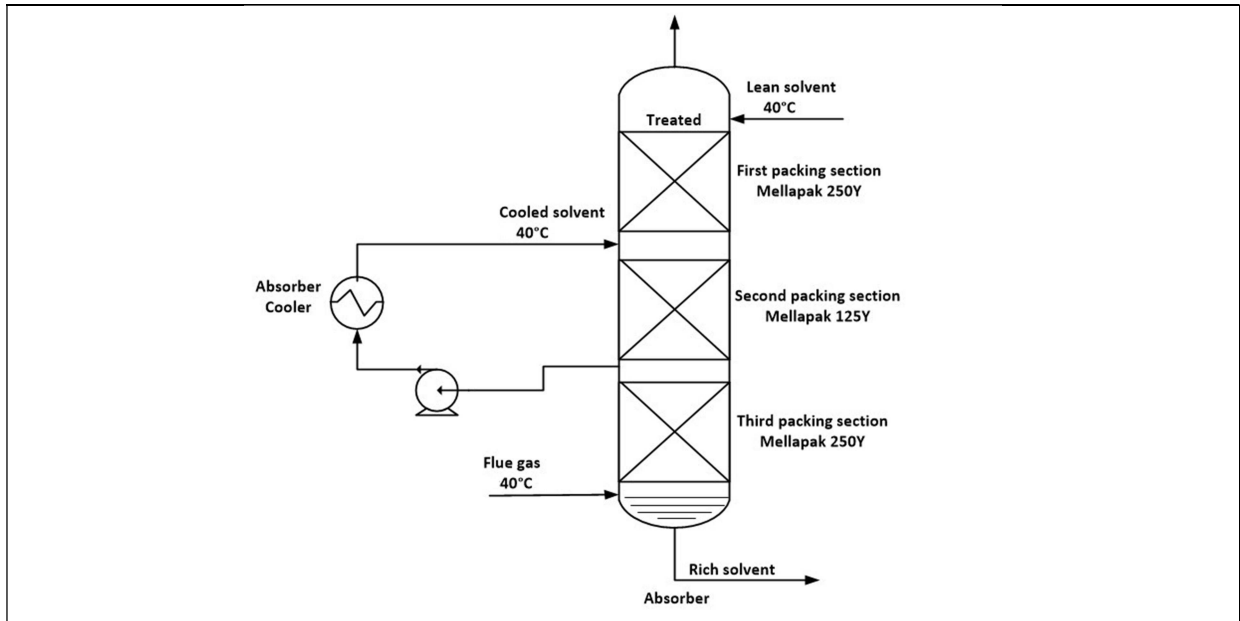 Lean solvent
40°C
Treated
First packing section
Mellapak 250Y
Cooled solvent
40°C
Absorber
Cooler
Second packing section
Mellapak 125Y
Third packing section
Mellapak 250Y
Flue gas
40°C
Rich solvent
Absorber